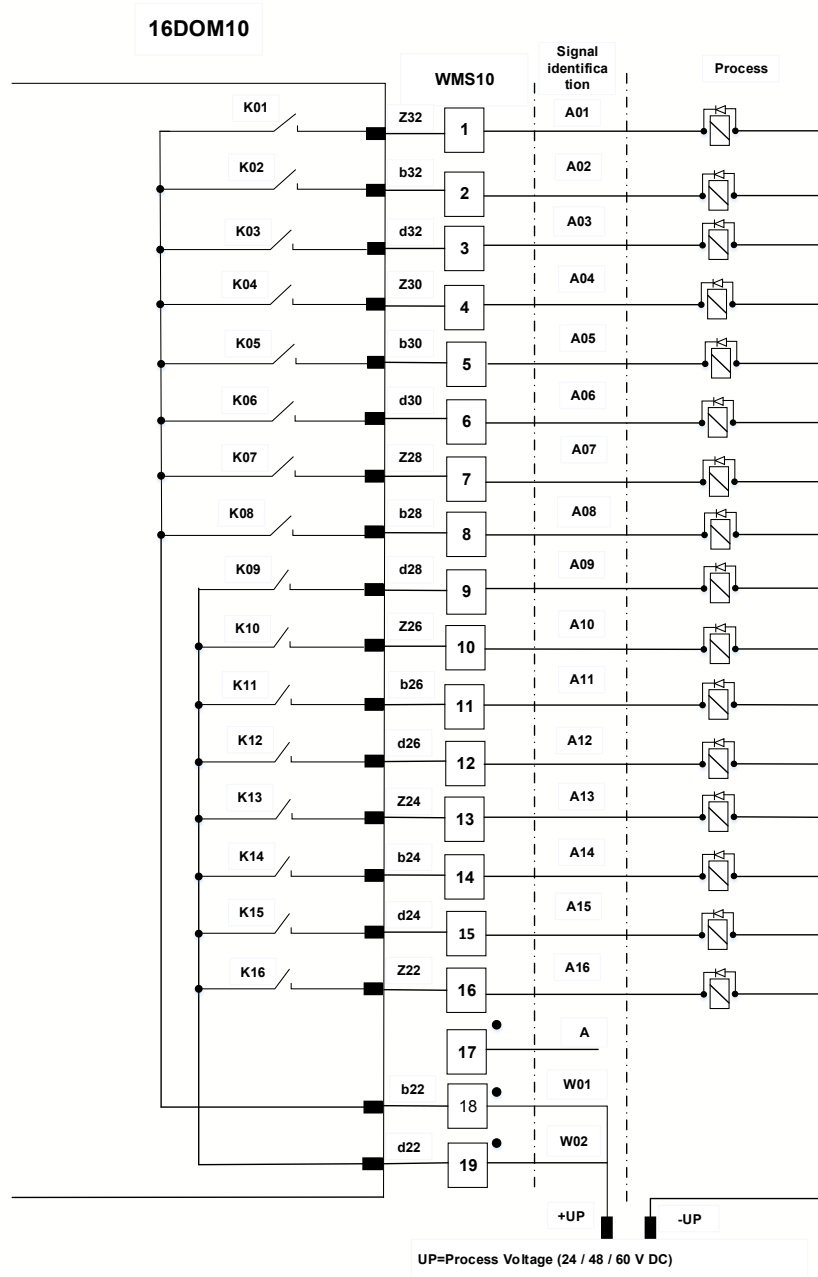 16DOM10
WMS10
Signal
identifica
tion
Process
K01
Z32
1
A01
K02
b32
2
A02
K03
d32
3
A03
K04
Z30
4
A04
K05
b30
5
A05
K06
d30
6
A06
K07
Z28
7
A07
K08
b28
8
A08
K09
d28
9
A09
K10
Z26
10
A10
K11
b26
11
A11
K12
d26
12
A12
K13
Z24
13
A13
K14
b24
14
A14
K15
d24
15
A15
K16
Z22
16
A16
17
A
b22
18
W01
d22
19
W02
+UP
-UP
UP=Process Voltage (24 / 48 / 60 V DC)